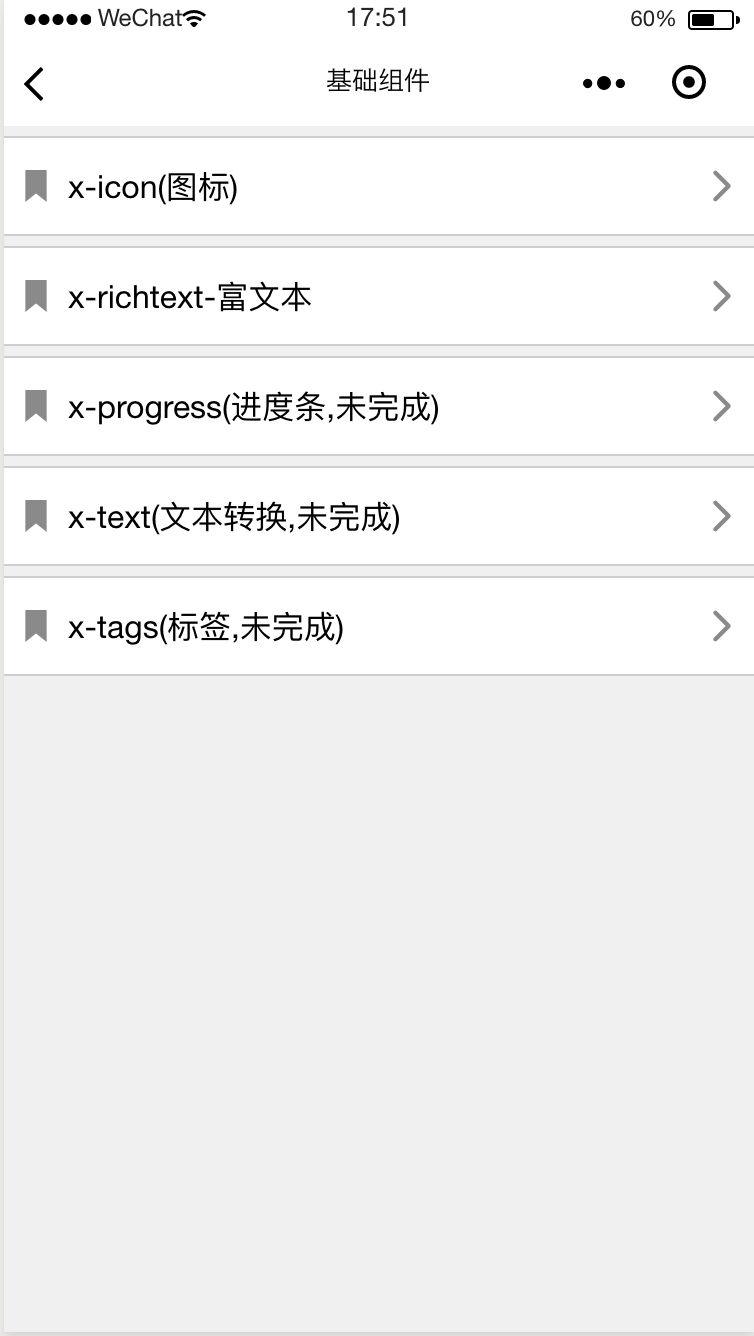 WeChat 17:51 60%
基础组件
x-icon(图标)
x-richtext-富文本
x-progress(进度条,未完成)
x-text(文本转换,未完成)
x-tags(标签,未完成)